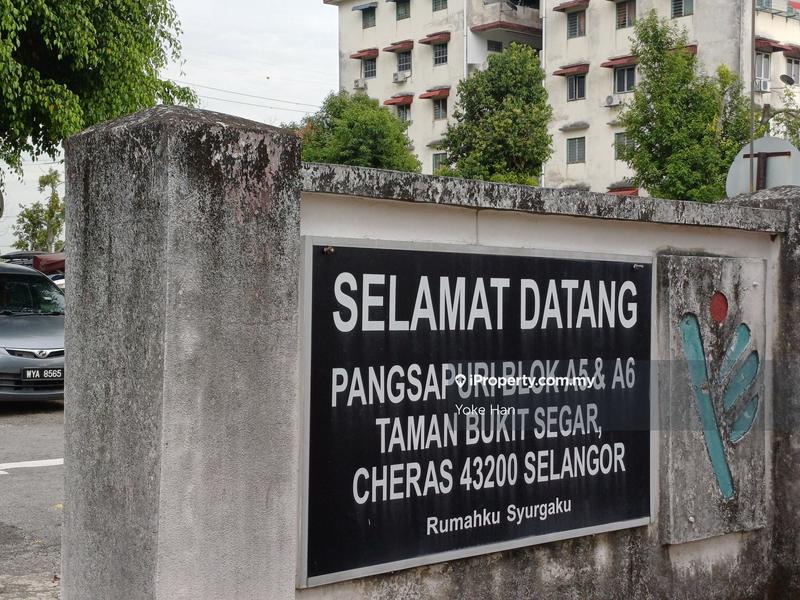 SELAMAT DATANG
PANGSAPURI BLOK A5 & A6
iProperty.com.my
Yoke Han
TAMAN BUKIT SEGAR,
CHERAS 43200 SELANGOR
Rumahku Syurgaku
WYA 8565